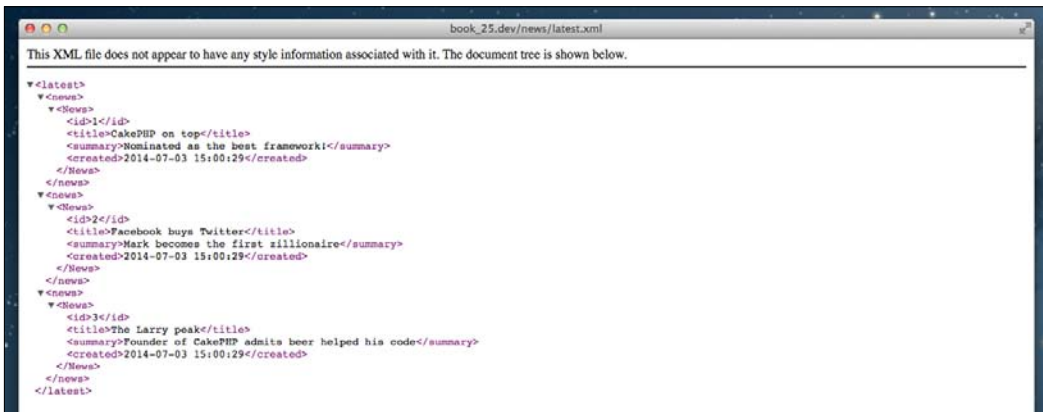 book_25.dev/news/latest.xml
This XML file does not appear to have any style information associated with it. The document tree is shown below.
▼<latest>
▼<news>
▼<News>
<id>1</id>
<title>CakePHP on top</title>
<summary>Nominated as the best framework!</summary>
<created>2014-07-03 15:00:29</created>
</News>
</news>
▼<news>
▼<News>
<id>2</id>
<title>Facebook buys Twitter</title>
<summary>Mark becomes the first zillionaire</summary>
<created>2014-07-03 15:00:29</created>
</News>
</news>
▼<news>
▼<News>
<id>3</id>
<title>The Larry peak</title>
<summary>Founder of CakePHP admits beer helped his code</summary>
<created>2014-07-03 15:00:29</created>
</News>
</news>
</latest>